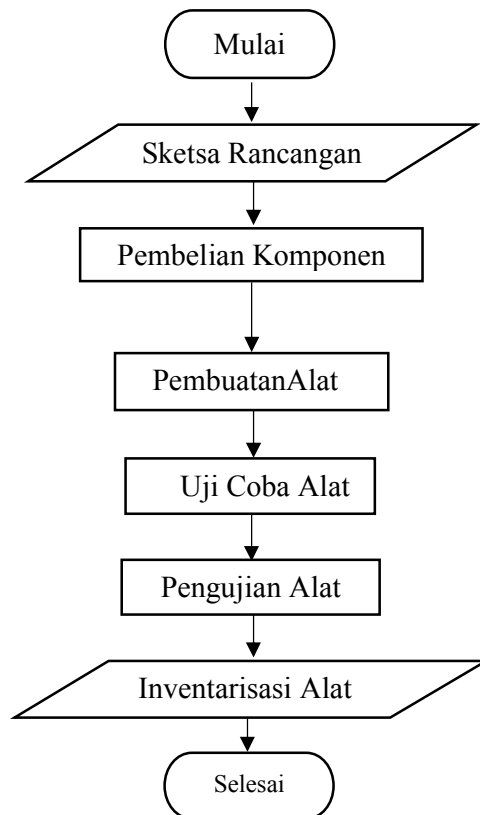 Mulai
Sketsa Rancangan
Pembelian Komponen
PembuatanAlat
Uji Coba Alat
Pengujian Alat
Inventarisasi Alat
Selesai